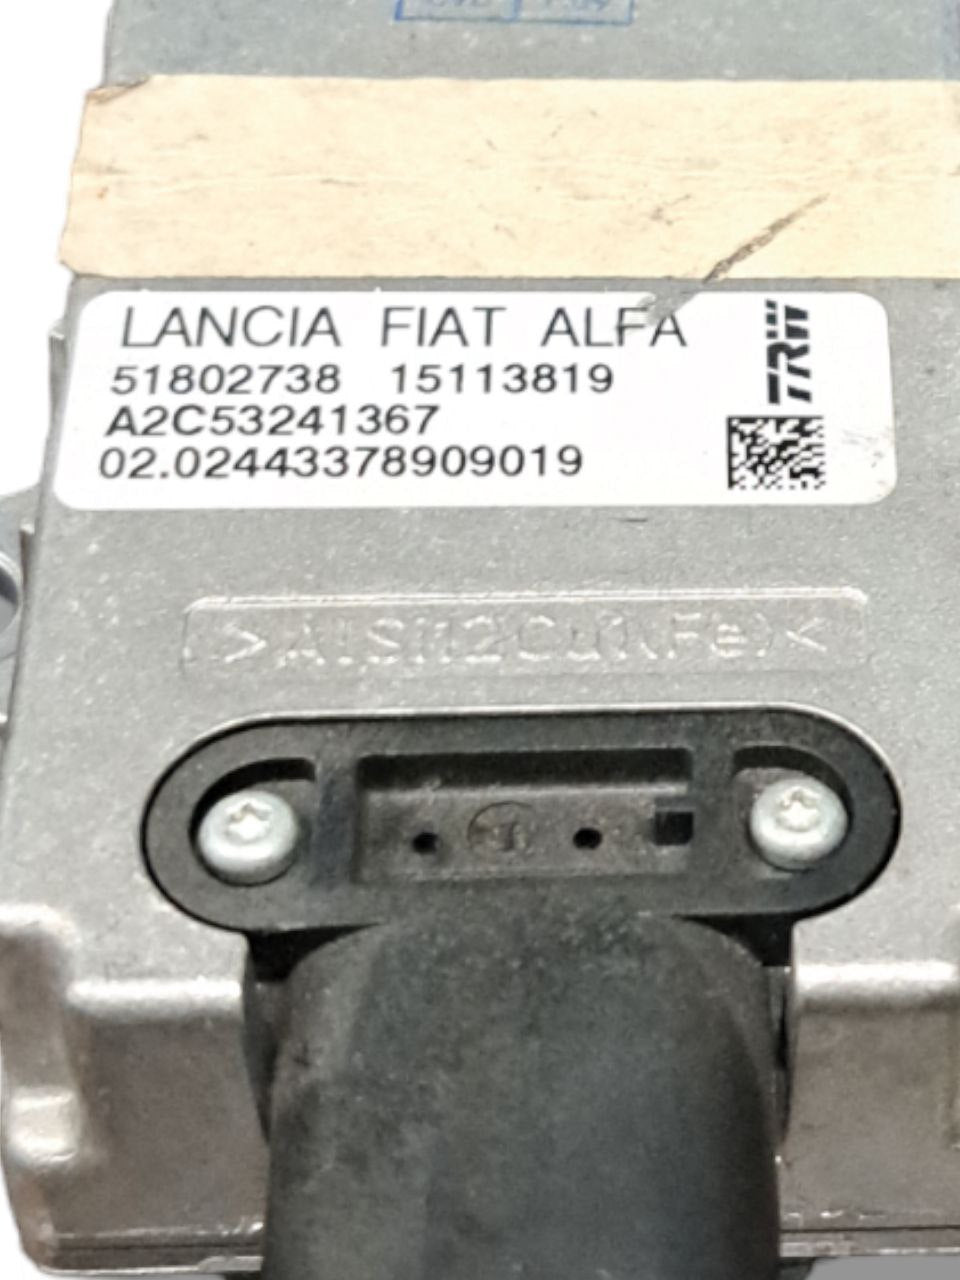 LANCIA FIAT ALFA
51802738 15113819
A2C53241367
02.02443378909019
TRW
>AlSi12Cu1(Fe)<